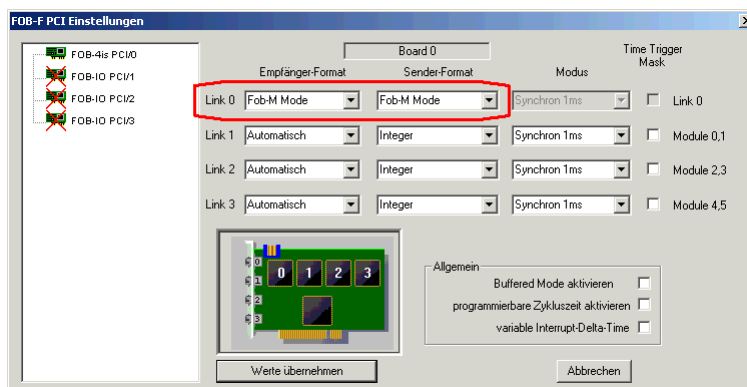 FOB-F PCI Einstellungen
FOB-4is PCI/0
FOB-IO PCI/1
FOB-IO PCI/2
FOB-IO PCI/3
Board 0
Time Trigger
Mask
Empfänger-Format Sender-Format Modus
Link 0 Fob-M Mode Fob-M Mode Synchron 1ms Link 0
Link 1 Automatisch Integer Synchron 1ms Module 0,1
Link 2 Automatisch Integer Synchron 1ms Module 2,3
Link 3 Automatisch Integer Synchron 1ms Module 4,5
0
1
2
3
0 1 2 3
Allgemein
Buffered Mode aktivieren
programmierbare Zykluszeit aktivieren
variable Interrupt-Delta-Time
Werte übernehmen Abbrechen